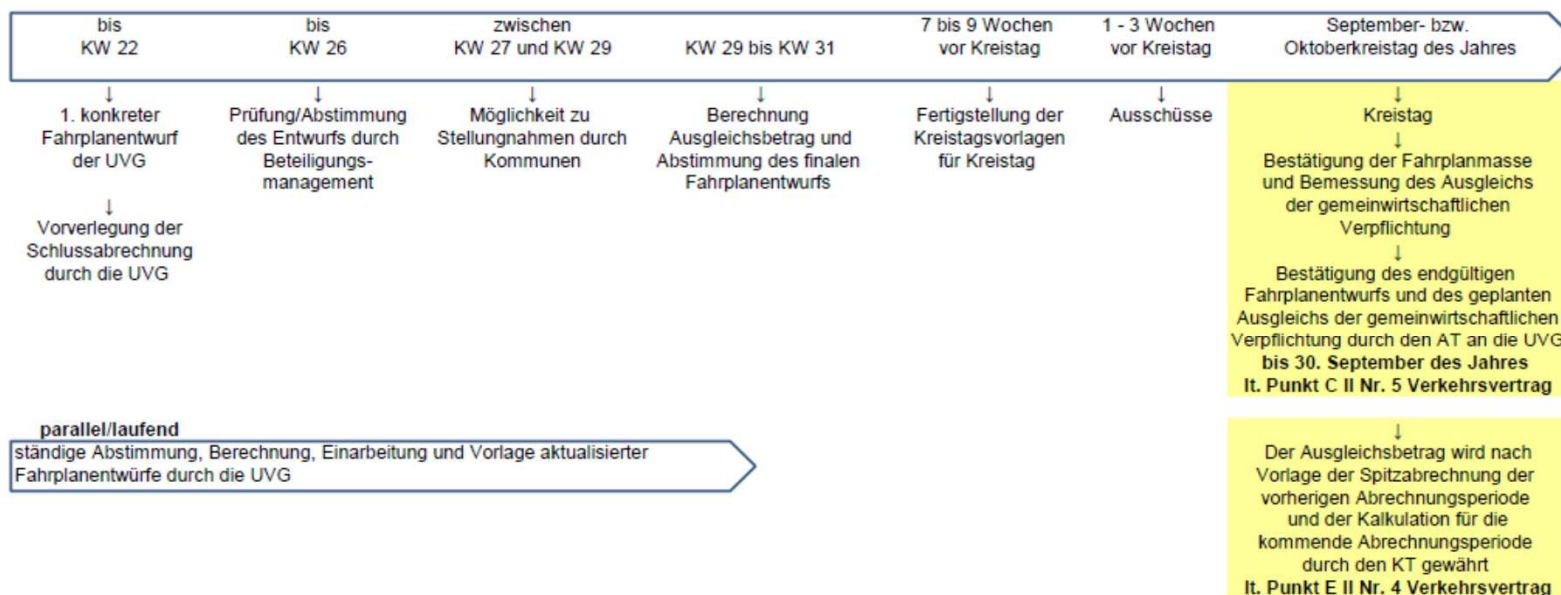 bis
KW 22
bis
KW 26
zwischen
KW 27 und KW 29
KW 29 bis KW 31
7 bis 9 Wochen
vor Kreistag
1 - 3 Wochen
vor Kreistag
September- bzw.
Oktoberkreistag des Jahres
↓
1. konkreter
Fahrplanentwurf
der UVG
↓
Vorverlegung der
Schlussabrechnung
durch die UVG
↓
Prüfung/Abstimmung
des Entwurfs durch
Beteiligungs-
management
↓
Möglichkeit zu
Stellungnahmen durch
Kommunen
↓
Berechnung
Ausgleichsbetrag und
Abstimmung des finalen
Fahrplanentwurfs
↓
Fertigstellung der
Kreistagsvorlagen
für Kreistag
↓
Ausschüsse
↓
Kreistag
↓
Bestätigung der Fahrplanmasse
und Bemessung des Ausgleichs
der gemeinwirtschaftlichen
Verpflichtung
↓
Bestätigung des endgültigen
Fahrplanentwurfs und des geplanten
Ausgleichs der gemeinwirtschaftlichen
Verpflichtung durch den AT an die UVG
bis 30. September des Jahres
lt. Punkt C II Nr. 5 Verkehrsvertrag
parallel/laufend
ständige Abstimmung, Berechnung, Einarbeitung und Vorlage aktualisierter
Fahrplanentwürfe durch die UVG
↓
Der Ausgleichsbetrag wird nach
Vorlage der Spitzabrechnung der
vorherigen Abrechnungsperiode
und der Kalkulation für die
kommende Abrechnungsperiode
durch den KT gewährt
lt. Punkt E II Nr. 4 Verkehrsvertrag